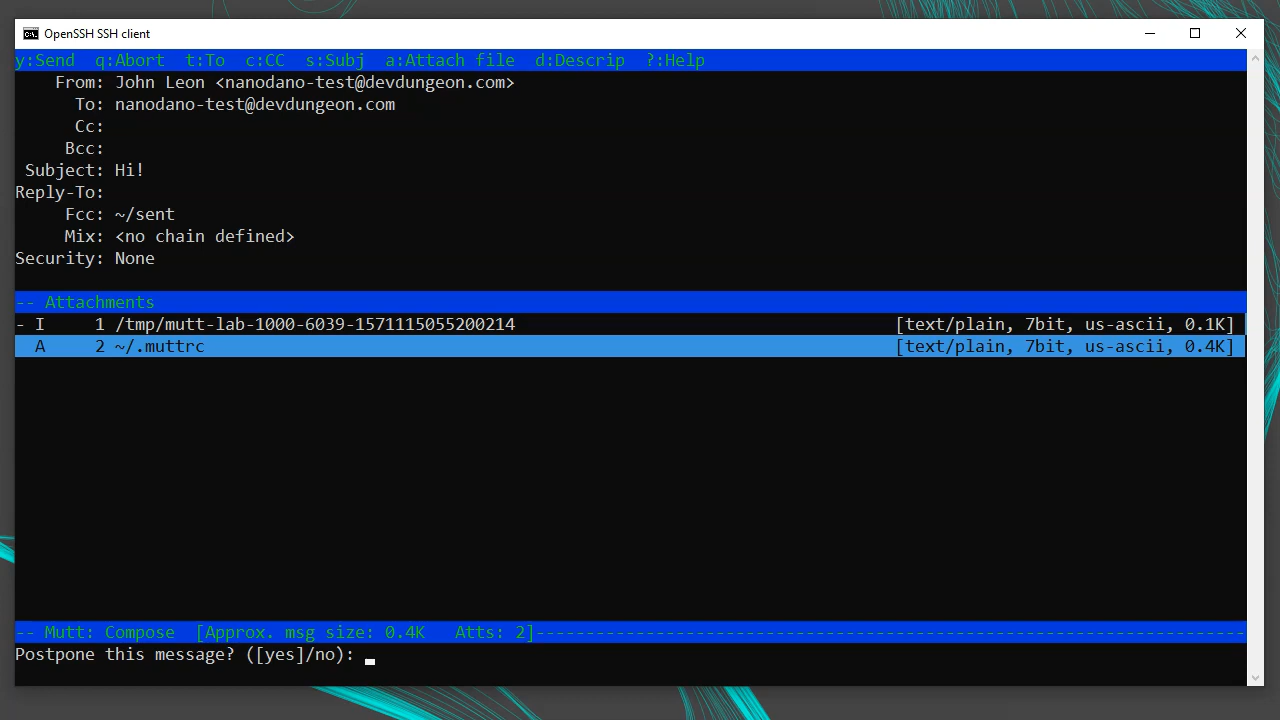 OpenSSH SSH client
y:Send  q:Abort  t:To  c:CC  s:Subj  a:Attach file  d:Descrip  ?:Help
From: John Leon <nanodano-test@devdungeon.com>
To: nanodano-test@devdungeon.com
Cc:
Bcc:
Subject: Hi!
Reply-To:
Fcc: ~/sent
Mix: <no chain defined>
Security: None
-- Attachments
- I     1 /tmp/mutt-lab-1000-6039-1571115055200214 [text/plain, 7bit, us-ascii, 0.1K]
A     2 ~/.muttrc [text/plain, 7bit, us-ascii, 0.4K]
-- Mutt: Compose  [Approx. msg size: 0.4K   Atts: 2]-----------------------------------------------------------------------
Postpone this message? ([yes]/no):